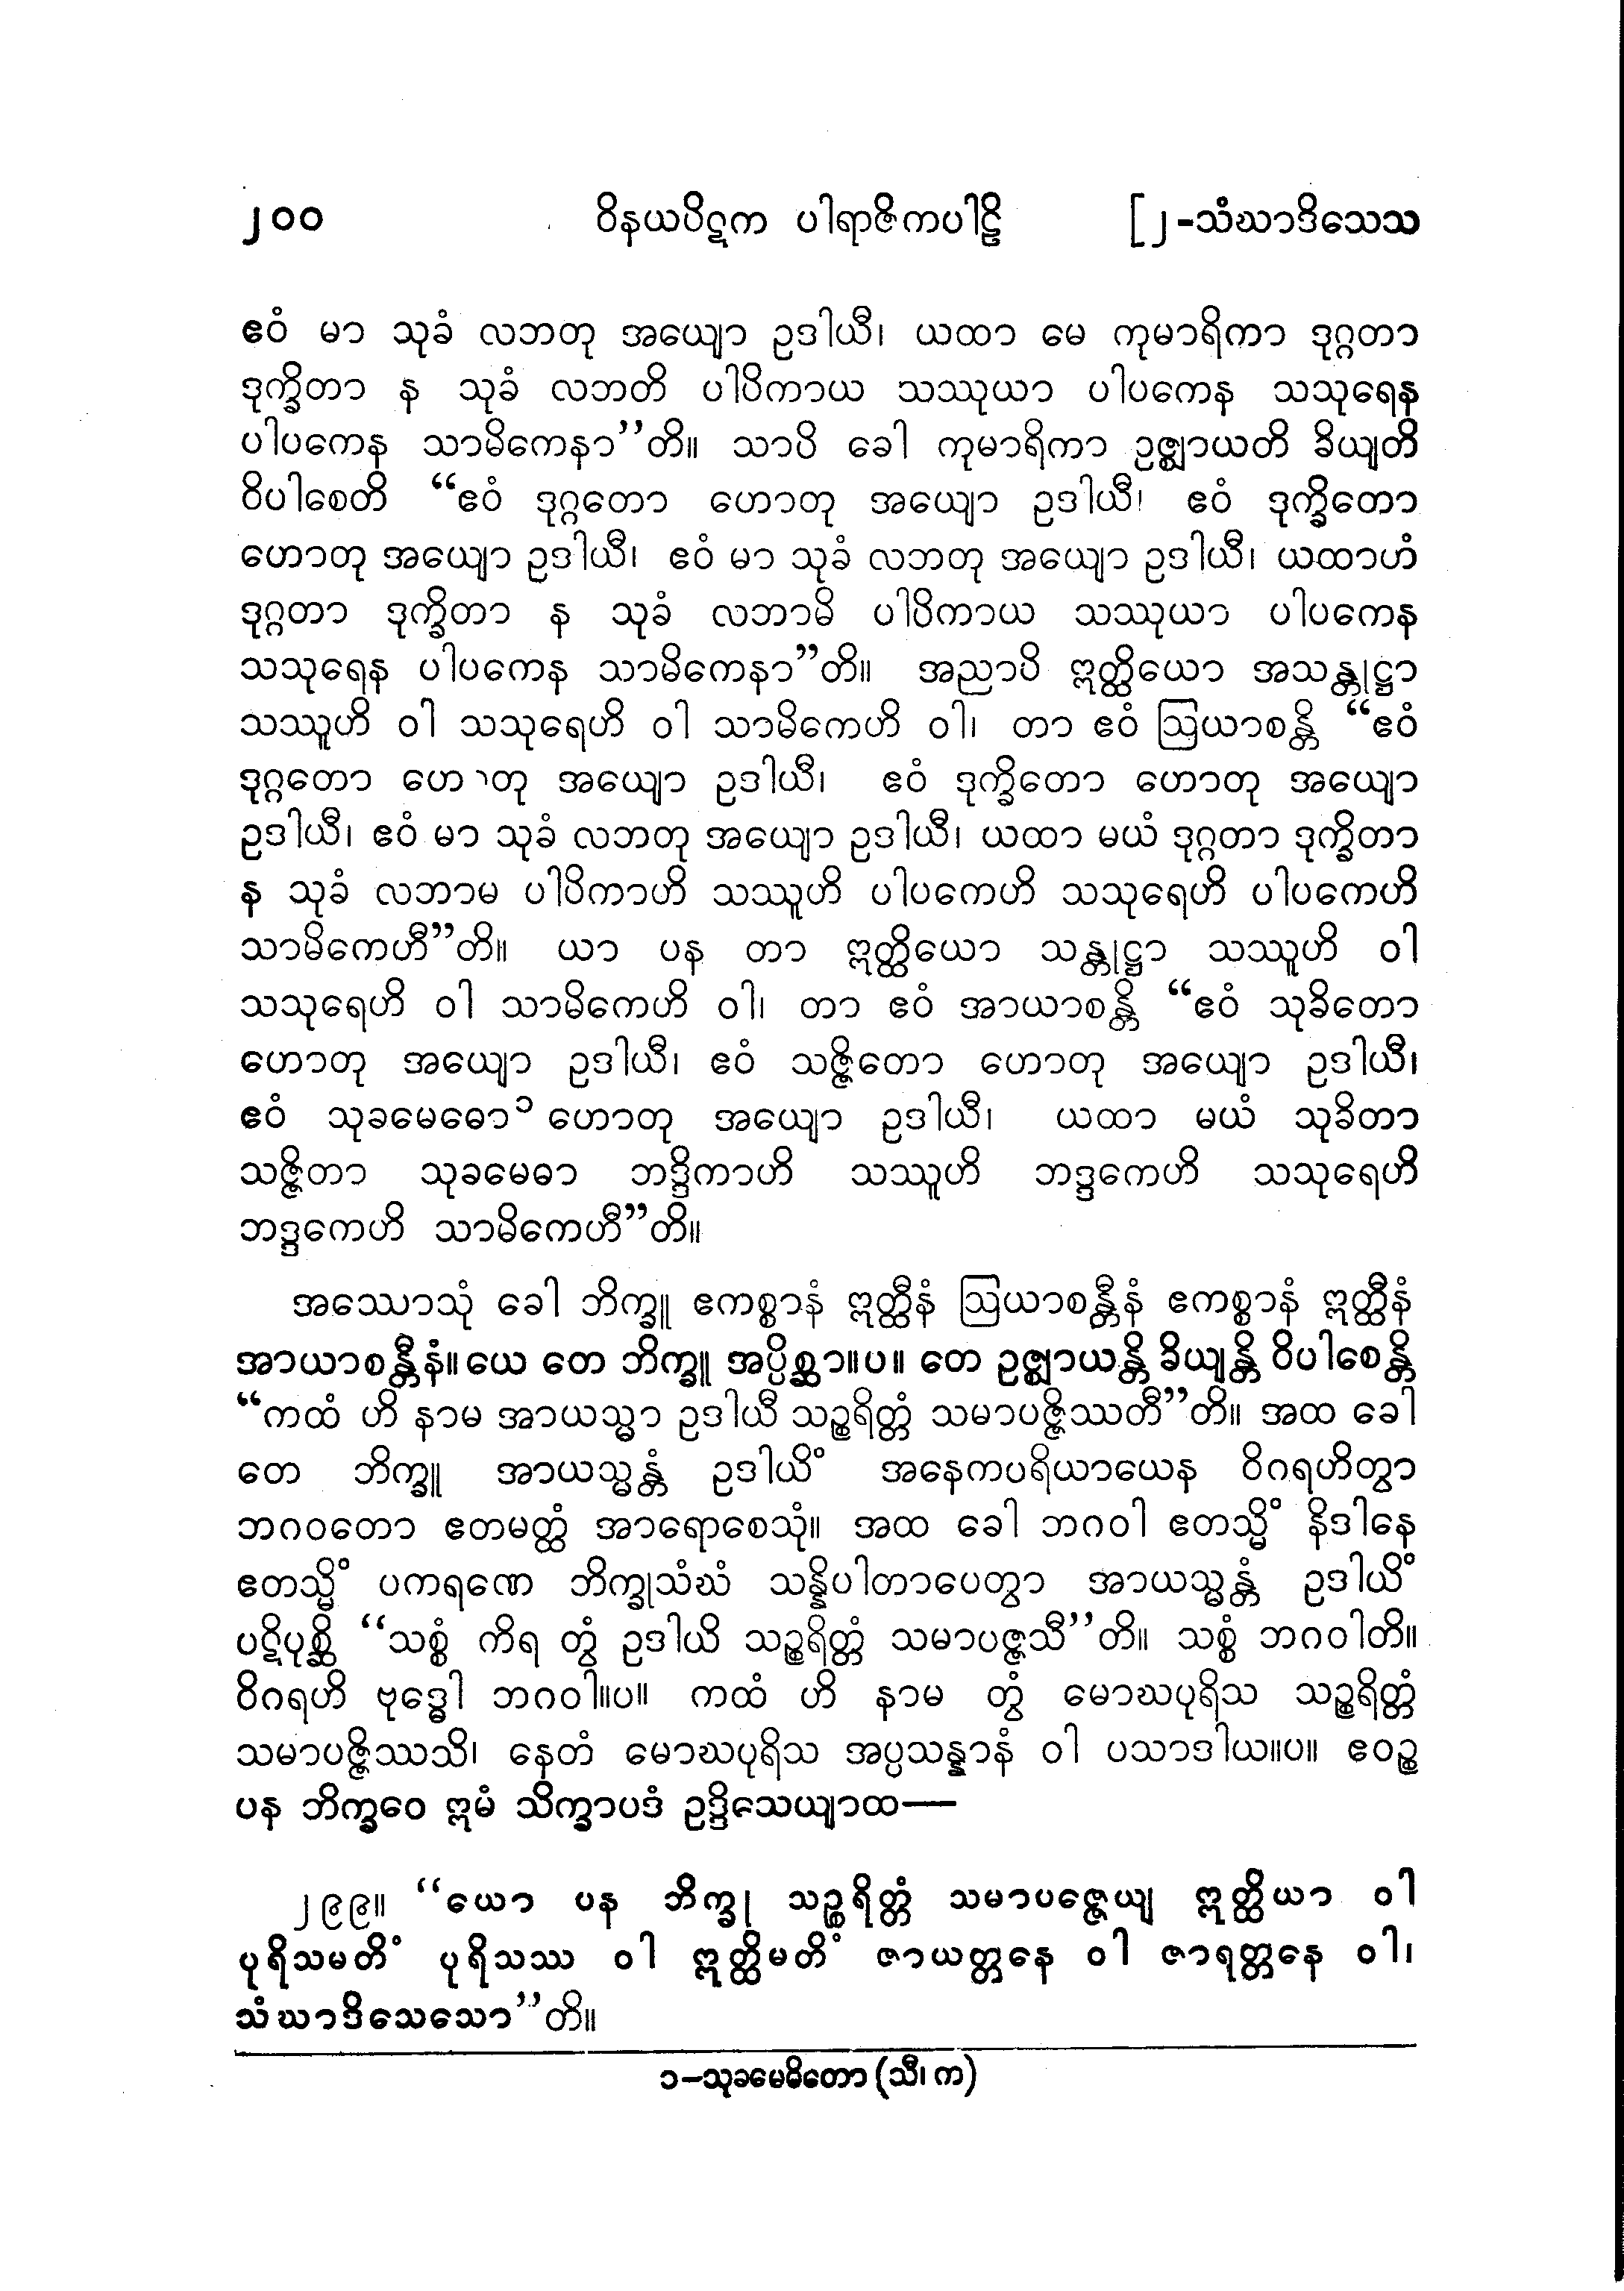 ၂၀၀ ဝိနယပိဋက ပါရာဇိကပါဠိ [၂-သံဃာဒိသေသ
ဧဝံ မာ သုခံ လဘတု အယျော ဥဒါယီ၊ ယထာ မေ ကုမာရိကာ ဒုဂ္ဂတာ
ဒုက္ခိတာ န သုခံ လဘတိ ပါပိကာယ သဿုယာ ပါပကေန သသုရေန
ပါပကေန သာမိကေနာ”တိ။ သာပိ ခေါ ကုမာရိကာ ဥဇ္ဈာယတိ ခိယျတိ
ဝိပါစေတိ “ဧဝံ ဒုဂ္ဂတော ဟောတု အယျော ဥဒါယီ၊ ဧဝံ ဒုက္ခိတော
ဟောတု အယျော ဥဒါယီ၊ ဧဝံ မာ သုခံ လဘတု အယျော ဥဒါယီ၊ ယထာဟံ
ဒုဂ္ဂတာ ဒုက္ခိတာ န သုခံ လဘာမိ ပါပိကာယ သဿုယာ ပါပကေန
သသုရေန ပါပကေန သာမိကေနာ”တိ။ အညာပိ ဣတ္ထိယော အသန္တုဋ္ဌာ
သဿူဟိ ဝါ သသုရေဟိ ဝါ သာမိကေဟိ ဝါ၊ တာ ဧဝံ ဩယာစန္တိ “ဧဝံ
ဒုဂ္ဂတော ဟောတု အယျော ဥဒါယီ၊ ဧဝံ ဒုက္ခိတော ဟောတု အယျော
ဥဒါယီ၊ ဧဝံ မာ သုခံ လဘတု အယျော ဥဒါယီ၊ ယထာ မယံ ဒုဂ္ဂတာ ဒုက္ခိတာ
န သုခံ လဘာမ ပါပိကာဟိ သဿူဟိ ပါပကေဟိ သသုရေဟိ ပါပကေဟိ
သာမိကေဟီ”တိ။ ယာ ပန တာ ဣတ္ထိယော သန္တုဋ္ဌာ သဿူဟိ ဝါ
သသုရေဟိ ဝါ သာမိကေဟိ ဝါ၊ တာ ဧဝံ အာယာစန္တိ “ဧဝံ သုခိတော
ဟောတု အယျော ဥဒါယီ၊ ဧဝံ သဇ္ဇိတော ဟောတု အယျော ဥဒါယီ၊
ဧဝံ သုခမေဓော၁ ဟောတု အယျော ဥဒါယီ၊ ယထာ မယံ သုခိတာ
သဇ္ဇိတာ သုခမေဓာ ဘဒ္ဒိကာဟိ သဿူဟိ ဘဒ္ဒကေဟိ သသုရေဟိ
ဘဒ္ဒကေဟိ သာမိကေဟီ”တိ။
အဿောသုံ ခေါ ဘိက္ခူ ဧကစ္စာနံ ဣတ္ထီနံ ဩယာစန္တီနံ ဧကစ္စာနံ ဣတ္ထီနံ
အာယာစန္တီနံ။ ယေ တေ ဘိက္ခူ အပ္ပိစ္ဆာ။ပ။ တေ ဥဇ္ဈာယန္တိ ခိယျန္တိ ဝိပါစေန္တိ
“ကထံ ဟိ နာမ အာယသ္မာ ဥဒါယီ သဉ္စရိတ္တံ သမာပဇ္ဇိဿတီ”တိ။ အထ ခေါ
တေ ဘိက္ခူ အာယသ္မန္တံ ဥဒါယိံ အနေကပရိယာယေန ဝိဂရဟိတွာ
ဘဂဝတော ဧတမတ္ထံ အာရောစေသုံ။ အထ ခေါ ဘဂဝါ ဧတသ္မိံ နိဒါနေ
ဧတသ္မိံ ပကရဏေ ဘိက္ခုသံဃံ သန္နိပါတာပေတွာ အာယသ္မန္တံ ဥဒါယိံ
ပဋိပုစ္ဆိ “သစ္စံ ကိရ တွံ ဥဒါယိ သဉ္စရိတ္တံ သမာပဇ္ဇသီ”တိ။ သစ္စံ ဘဂဝါတိ။
ဝိဂရဟိ ဗုဒ္ဓေါ ဘဂဝါ။ပ။ ကထံ ဟိ နာမ တွံ မောဃပုရိသ သဉ္စရိတ္တံ
သမာပဇ္ဇိဿသိ၊ နေတံ မောဃပုရိသ အပ္ပသန္နာနံ ဝါ ပသာဒါယ။ပ။ ဧဝဉ္စ
ပန ဘိက္ခဝေ ဣမံ သိက္ခာပဒံ ဥဒ္ဒိသေယျာထ—
၂၉၉။ “ယော ပန ဘိက္ခု သဉ္စရိတ္တံ သမာပဇ္ဇေယျ ဣတ္ထိယာ ဝါ
ပုရိသမတိံ ပုရိသဿ ဝါ ဣတ္ထိမတိံ ဇာယတ္တနေ ဝါ ဇာရတ္တနေ ဝါ၊
သံဃာဒိသေသော”တိ။
၁–သုခမေဓိတော (သီ၊ က)